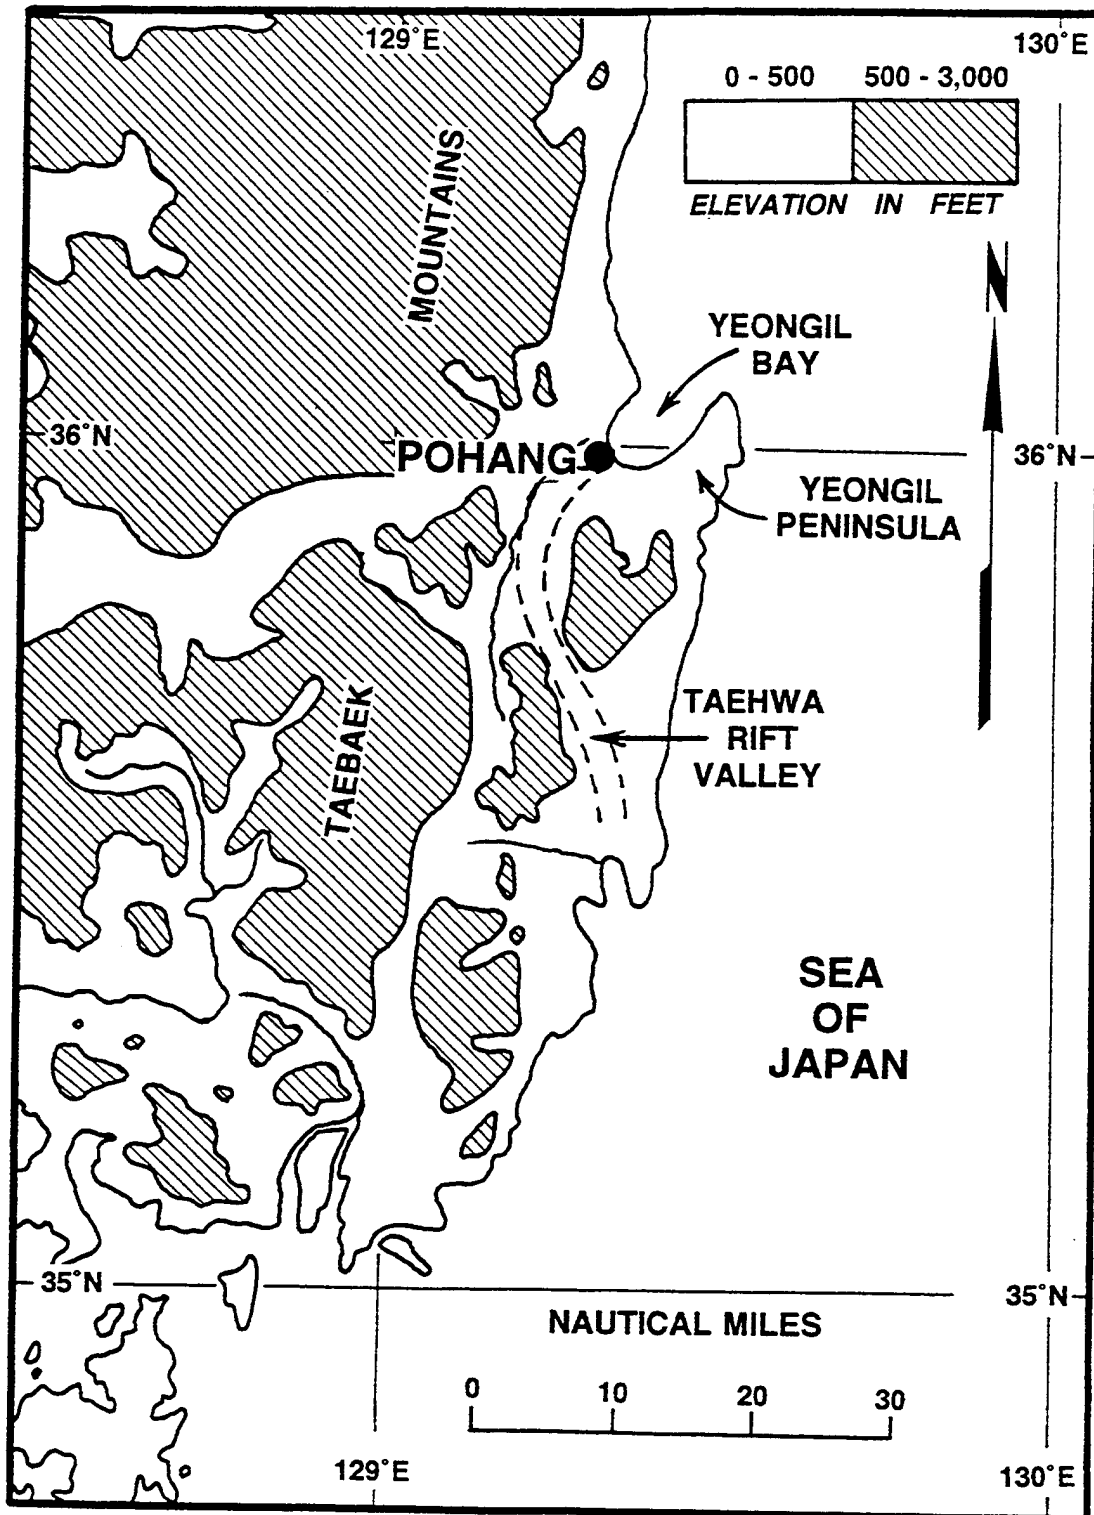 129°E
130°E
0 - 500
500 - 3,000
ELEVATION IN FEET
N
MOUNTAINS
YEONGIL
BAY
36°N
POHANG
36°N
YEONGIL
PENINSULA
TAEBAEK
TAEHWA
RIFT
VALLEY
SEA
OF
JAPAN
35°N
35°N
NAUTICAL MILES
0
10
20
30
129°E
130°E